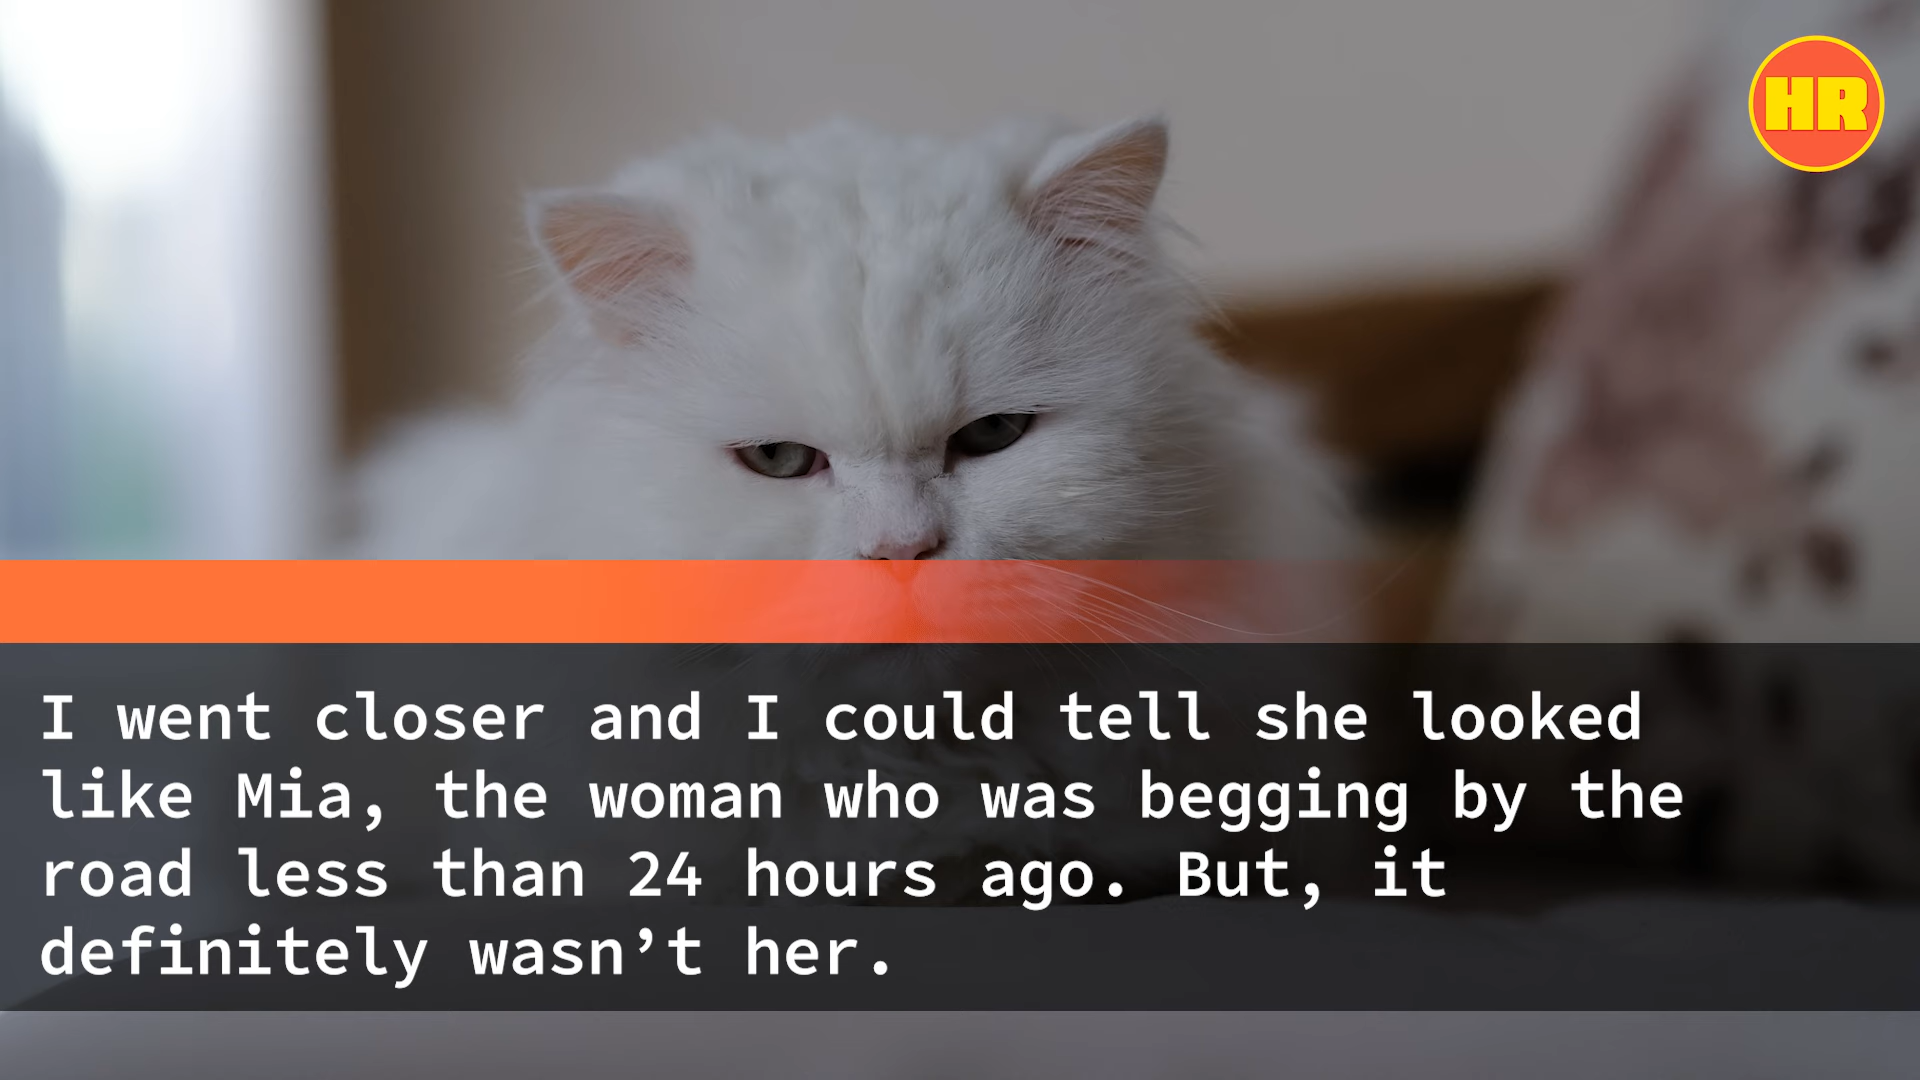 HR
I went closer and I could tell she looked
like Mia, the woman who was begging by the
road less than 24 hours ago. But, it
definitely wasn’t her.